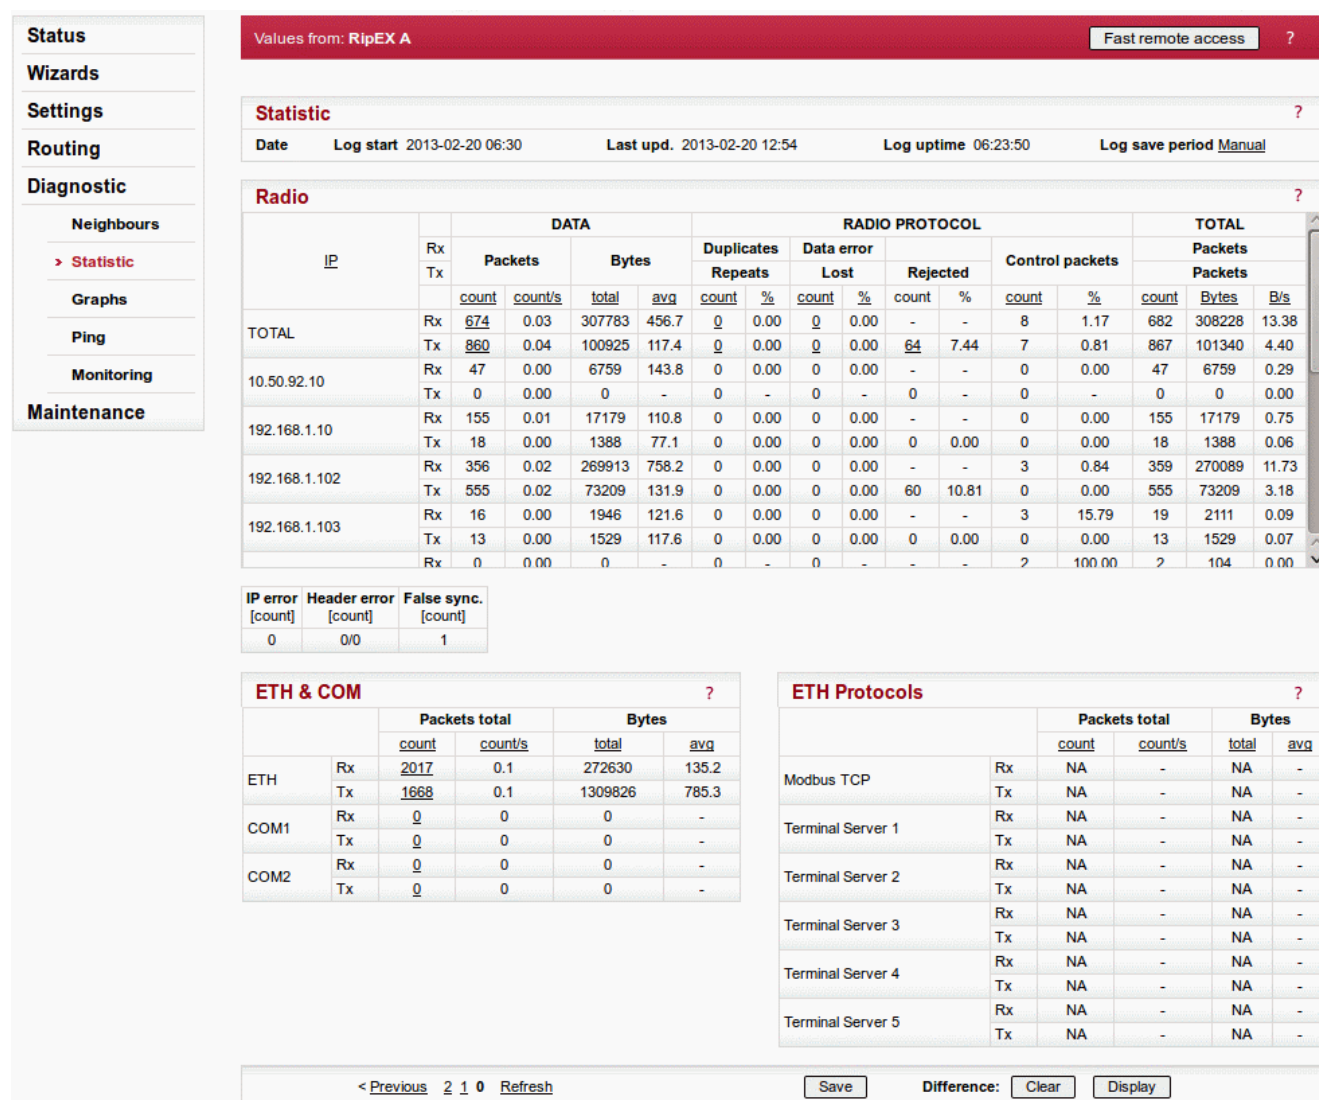 Status
Wizards
Settings
Routing
Diagnostic
Neighbours
> Statistic
Graphs
Ping
Monitoring
Maintenance
Values from: RipEX A Fast remote access ?
Statistic ?
Date Log start 2013-02-20 06:30 Last upd. 2013-02-20 12:54 Log uptime 06:23:50 Log save period Manual
Radio ?
DATA RADIO PROTOCOL TOTAL
IP Rx Packets Bytes Duplicates Data error Control packets Packets
Tx Repeats Lost Rejected Packets
count count/s total avg count % count % count % count % count Bytes B/s
TOTAL Rx 674 0.03 307783 456.7 0 0.00 0 0.00 - - 8 1.17 682 308228 13.38
Tx 860 0.04 100925 117.4 0 0.00 0 0.00 64 7.44 7 0.81 867 101340 4.40
10.50.92.10 Rx 47 0.00 6759 143.8 0 0.00 0 0.00 - - 0 0.00 47 6759 0.29
Tx 0 0.00 0 - 0 - 0 - 0 - 0 - 0 0 0.00
192.168.1.10 Rx 155 0.01 17179 110.8 0 0.00 0 0.00 - - 0 0.00 155 17179 0.75
Tx 18 0.00 1388 77.1 0 0.00 0 0.00 0 0.00 0 0.00 18 1388 0.06
192.168.1.102 Rx 356 0.02 269913 758.2 0 0.00 0 0.00 - - 3 0.84 359 270089 11.73
Tx 555 0.02 73209 131.9 0 0.00 0 0.00 60 10.81 0 0.00 555 73209 3.18
192.168.1.103 Rx 16 0.00 1946 121.6 0 0.00 0 0.00 - - 3 15.79 19 2111 0.09
Tx 13 0.00 1529 117.6 0 0.00 0 0.00 0 0.00 0 0.00 13 1529 0.07
Rx 0 0.00 0 - 0 - 0 - - - 2 100.00 2 104 0.00
IP error Header error False sync.
[count] [count] [count]
0 0/0 1
ETH & COM ?
Packets total Bytes
count count/s total avg
ETH Rx 2017 0.1 272630 135.2
Tx 1668 0.1 1309826 785.3
COM1 Rx 0 0 0 -
Tx 0 0 0 -
COM2 Rx 0 0 0 -
Tx 0 0 0 -
ETH Protocols ?
Packets total Bytes
count count/s total avg
Modbus TCP Rx NA - NA -
Tx NA - NA -
Terminal Server 1 Rx NA - NA -
Tx NA - NA -
Terminal Server 2 Rx NA - NA -
Tx NA - NA -
Terminal Server 3 Rx NA - NA -
Tx NA - NA -
Terminal Server 4 Rx NA - NA -
Tx NA - NA -
Terminal Server 5 Rx NA - NA -
Tx NA - NA -
< Previous 2 1 0 Refresh Save Difference: Clear Display